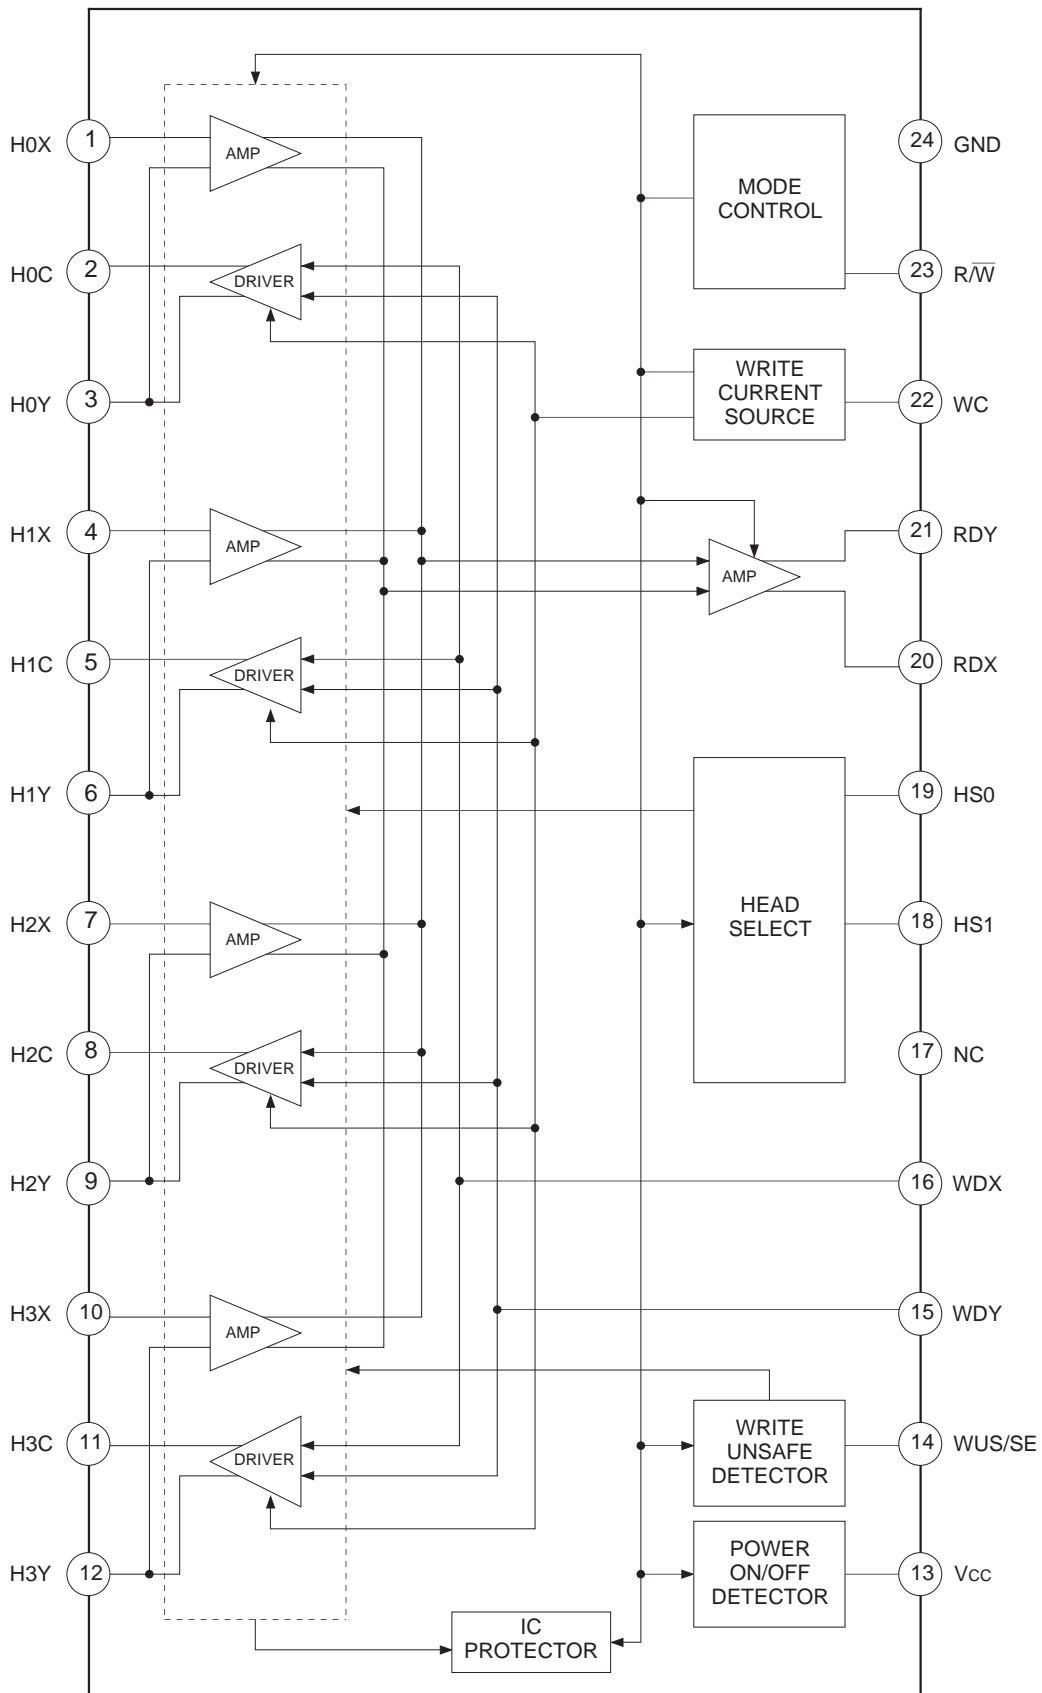 H0X
1
AMP
24
GND
MODE
CONTROL
H0C
2
DRIVER
23
R/W̅
H0Y
3
WRITE
CURRENT
SOURCE
22
WC
H1X
4
AMP
21
RDY
AMP
H1C
5
DRIVER
20
RDX
H1Y
6
19
HS0
H2X
7
AMP
HEAD
SELECT
18
HS1
H2C
8
DRIVER
17
NC
H2Y
9
16
WDX
H3X
10
AMP
15
WDY
H3C
11
DRIVER
WRITE
UNSAFE
DETECTOR
14
WUS/SE
H3Y
12
POWER
ON/OFF
DETECTOR
13
Vcc
IC
PROTECTOR